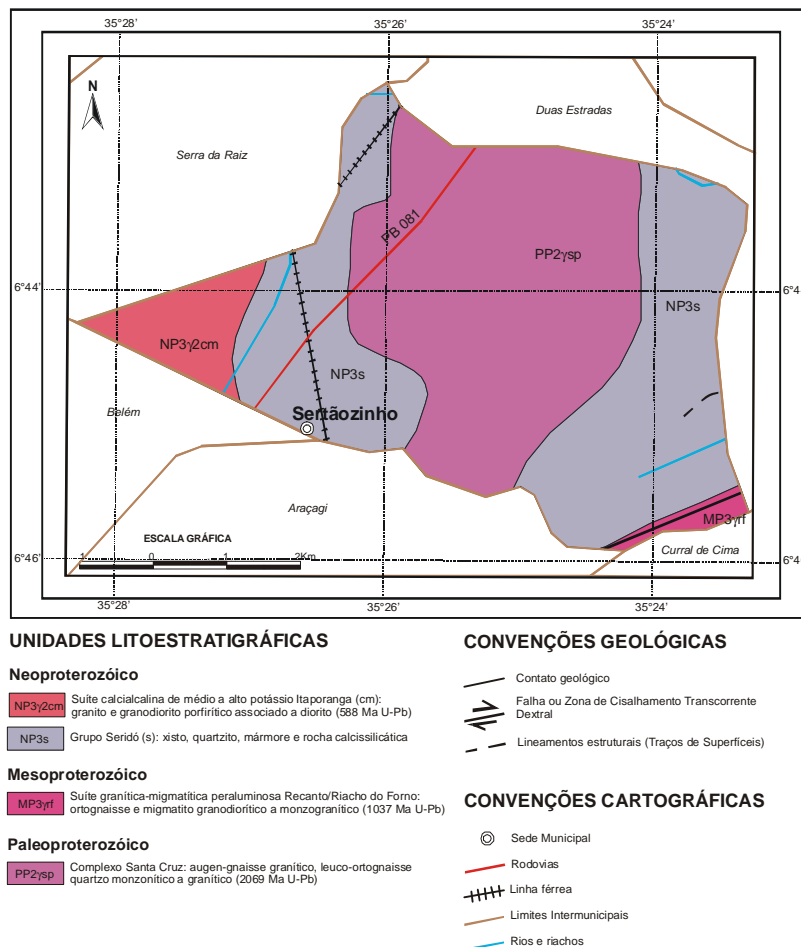 35°28’ 35°26’ 35°24’
N
Duas Estradas
Serra da Raiz
PB 081
PP2γsp
6°44’ 6°4
NP3s
NP3γ2cm
NP3s
Sertãozinho
Belém
Araçagi
MP3γrf
ESCALA GRÁFICA
Curral de Cima
1 0 1 2Km
6°46’ 6°4
35°28’ 35°26’ 35°24’
UNIDADES LITOESTRATIGRÁFICAS
Neoproterozóico
NP3γ2cm Suíte calcialcalina de médio a alto potássio Itaporanga (cm):
granito e granodiorito porfirítico associado a diorito (588 Ma U-Pb)
NP3s Grupo Seridó (s): xisto, quartzito, mármore e rocha calcissilicática
Mesoproterozóico
MP3γrf Suíte granítica-migmatítica peraluminosa Recanto/Riacho do Forno:
ortognaisse e migmatito granodiorítico a monzogranítico (1037 Ma U-Pb)
Paleoproterozóico
PP2γsp Complexo Santa Cruz: augen-gnaisse granítico, leuco-ortognaisse
quartzo monzonítico a granítico (2069 Ma U-Pb)
CONVENÇÕES GEOLÓGICAS
Contato geológico
Falha ou Zona de Cisalhamento Transcorrente
Dextral
Lineamentos estruturais (Traços de Superfíceis)
CONVENÇÕES CARTOGRÁFICAS
Sede Municipal
Rodovias
Linha férrea
Limites Intermunicipais
Rios e riachos